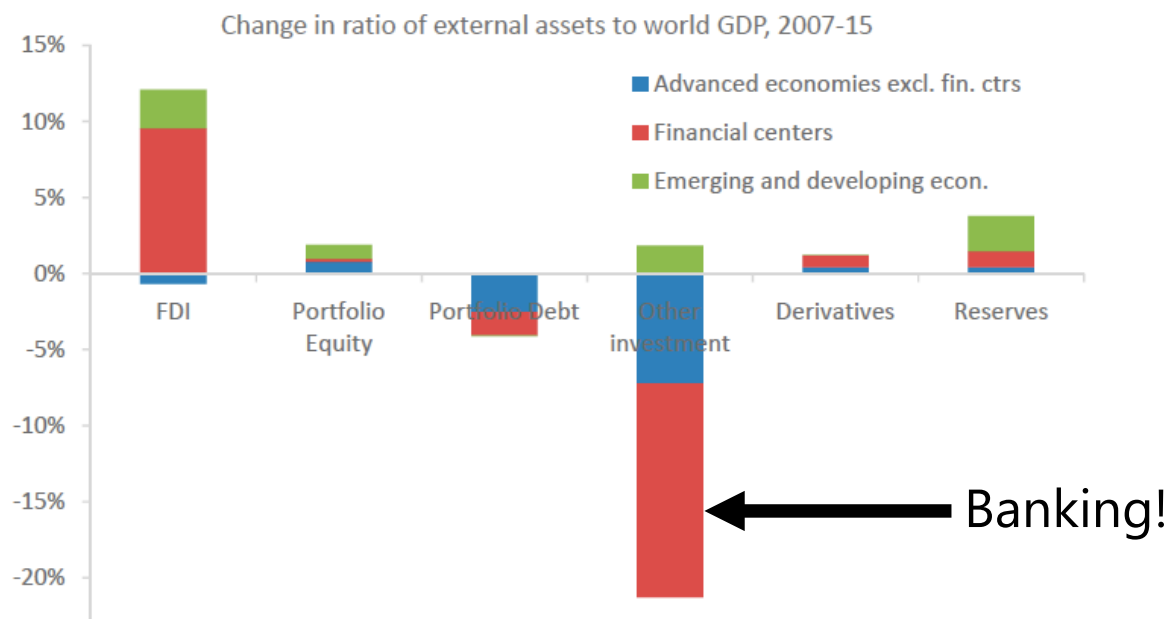 Change in ratio of external assets to world GDP, 2007-15
15%
Advanced economies excl. fin. ctrs
10%
Financial centers
Emerging and developing econ.
5%
0%
FDI
Portfolio
Equity
Portfolio Debt
Other
investment
Derivatives
Reserves
-5%
-10%
-15%
Banking!
-20%